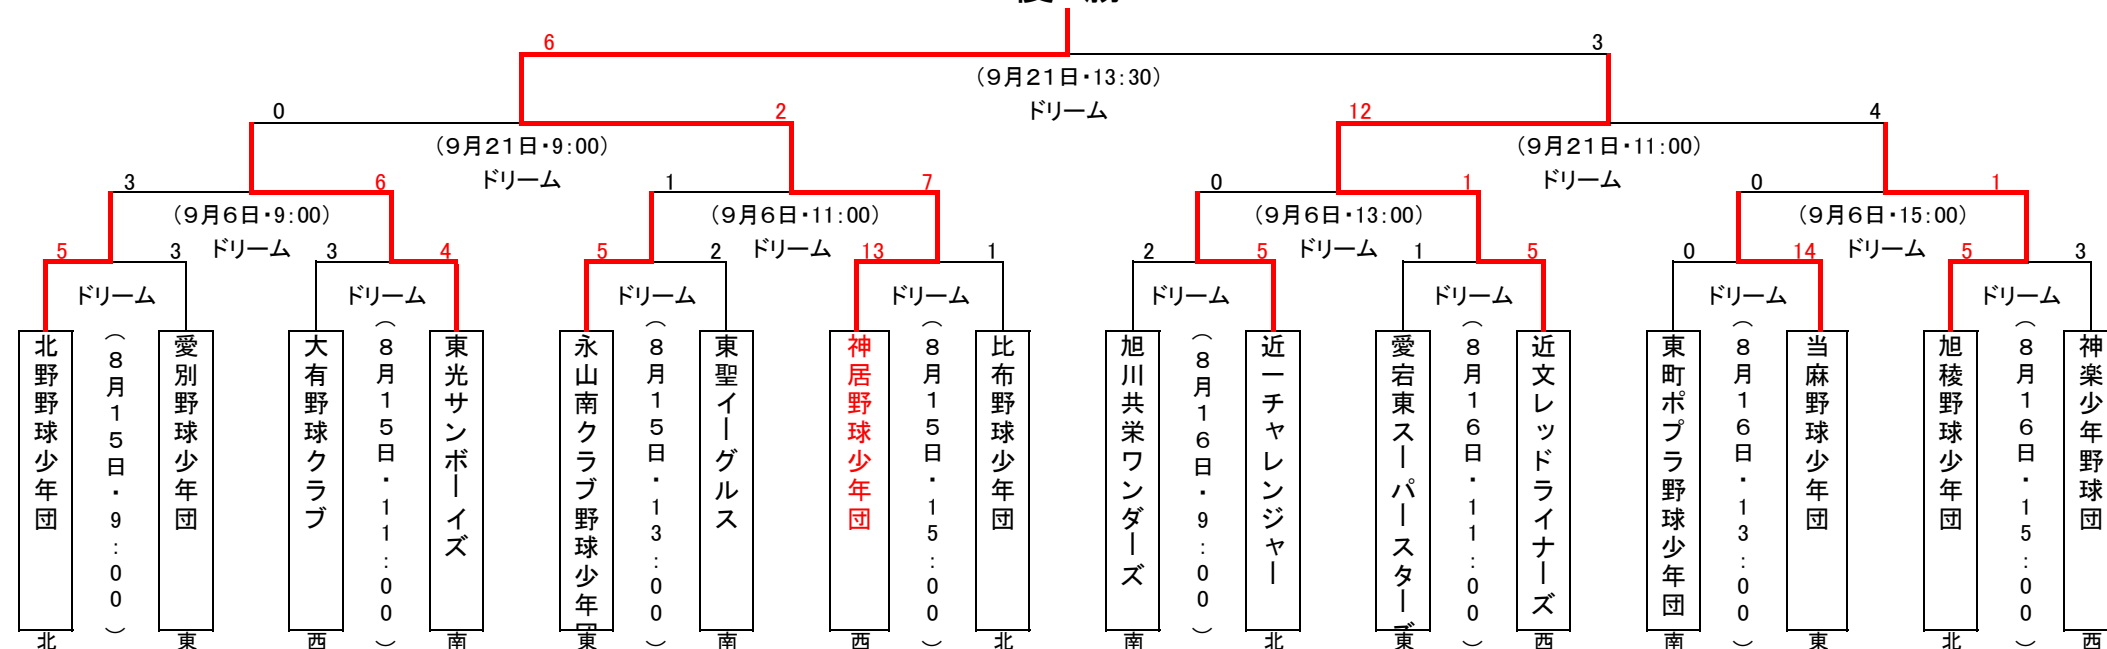 6 3
(9月21日・13:30)
ドリーム
0 2 12 4
(9月21日・9:00) (9月21日・11:00)
ドリーム ドリーム
3 6 1 7 0 1 0 1
(9月6日・9:00) (9月6日・11:00) (9月6日・13:00) (9月6日・15:00)
ドリーム ドリーム ドリーム ドリーム
5 3 3 4 5 2 13 1 2 5 1 5 0 14 5 3
ドリーム ドリーム ドリーム ドリーム ドリーム ドリーム ドリーム ドリーム
北野野球少年団
(8月15日・9:00)
愛別野球少年団
大有野球クラブ
(8月15日・11:00)
東光サンボーイズ
永山南クラブ野球少年団
(8月15日・13:00)
東聖イーグルス
神居野球少年団
(8月15日・15:00)
比布野球少年団
旭川共栄ワンダーズ
(8月16日・9:00)
近一チャレンジャー
愛宕東スーパースターズ
(8月16日・11:00)
近文レッドライナーズ
東町ポプラ野球少年団
(8月16日・13:00)
当麻野球少年団
旭稜野球少年団
(8月16日・15:00)
神楽少年野球団
北 東 西 南 東 南 西 北 南 北 東 西 南 東 北 西